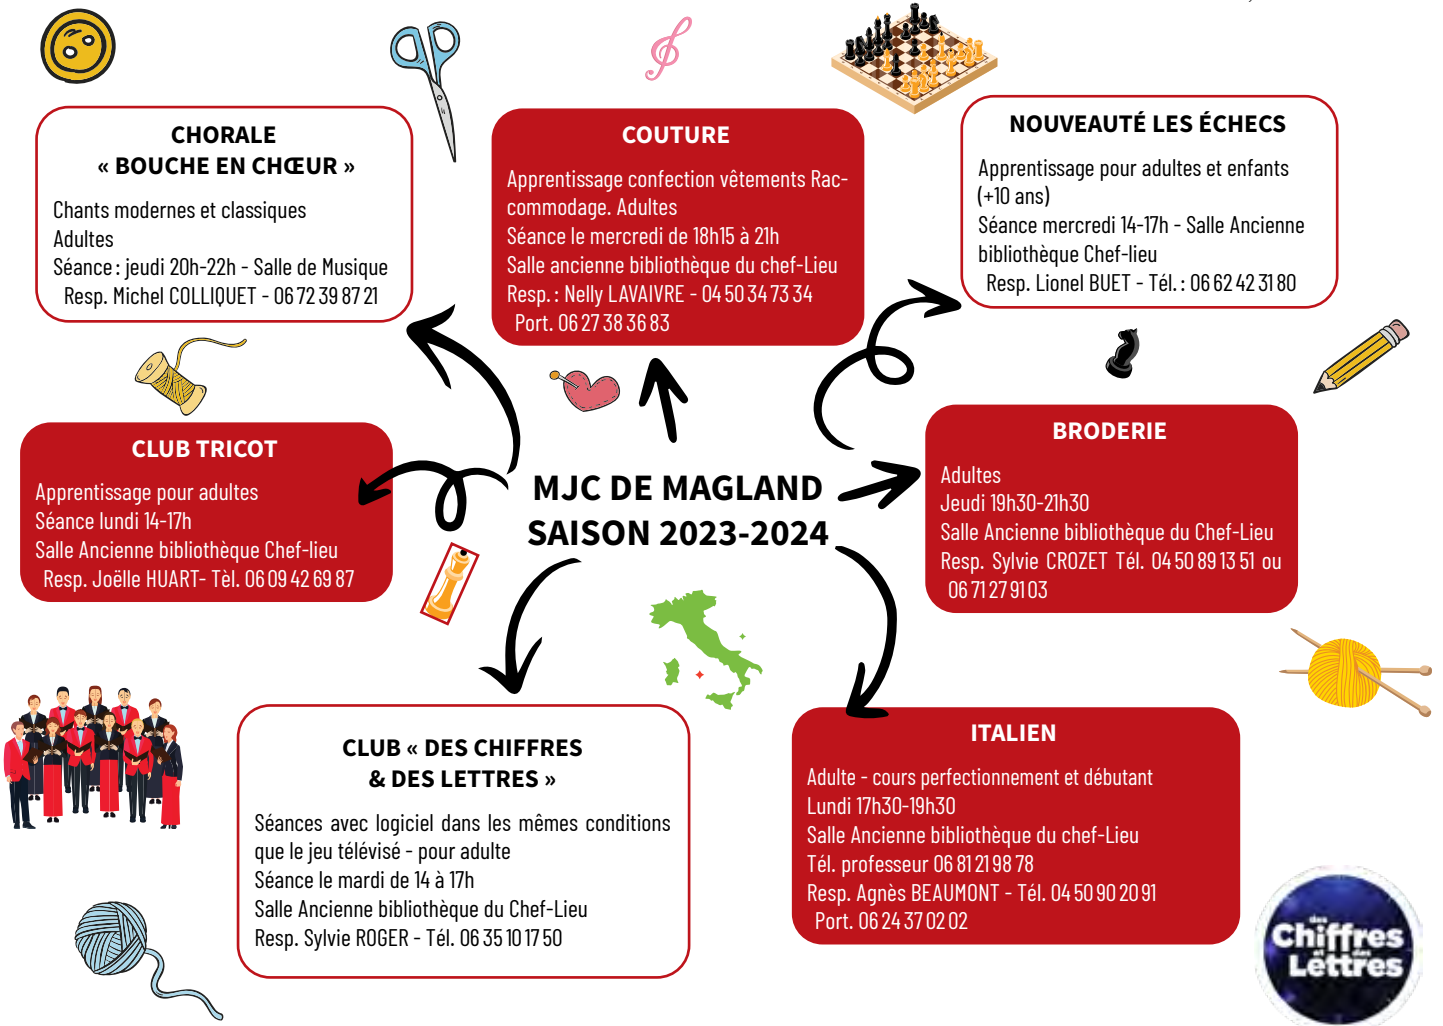 CHORALE
« BOUCHE EN CHŒUR »
Chants modernes et classiques
Adultes
Séance : jeudi 20h-22h - Salle de Musique
Resp. Michel COLLIQUET - 06 72 39 87 21
COUTURE
Apprentissage confection vêtements Rac-
commodage. Adultes
Séance le mercredi de 18h15 à 21h
Salle ancienne bibliothèque du chef-Lieu
Resp. : Nelly LAVAIVRE - 04 50 34 73 34
Port. 06 27 38 36 83
NOUVEAUTÉ LES ÉCHECS
Apprentissage pour adultes et enfants
(+10 ans)
Séance mercredi 14-17h - Salle Ancienne
bibliothèque Chef-lieu
Resp. Lionel BUET - Tél. : 06 62 42 31 80
CLUB TRICOT
Apprentissage pour adultes
Séance lundi 14-17h
Salle Ancienne bibliothèque Chef-lieu
Resp. Joëlle HUART- Tèl. 06 09 42 69 87
MJC DE MAGLAND
SAISON 2023-2024
BRODERIE
Adultes
Jeudi 19h30-21h30
Salle Ancienne bibliothèque du Chef-Lieu
Resp. Sylvie CROZET Tél. 04 50 89 13 51 ou
06 71 27 91 03
CLUB « DES CHIFFRES
& DES LETTRES »
Séances avec logiciel dans les mêmes conditions
que le jeu télévisé - pour adulte
Séance le mardi de 14 à 17h
Salle Ancienne bibliothèque du Chef-Lieu
Resp. Sylvie ROGER - Tél. 06 35 10 17 50
ITALIEN
Adulte - cours perfectionnement et débutant
Lundi 17h30-19h30
Salle Ancienne bibliothèque du chef-Lieu
Tél. professeur 06 81 21 98 78
Resp. Agnès BEAUMONT - Tél. 04 50 90 20 91
Port. 06 24 37 02 02
des
Chiffres
et des
Lettres